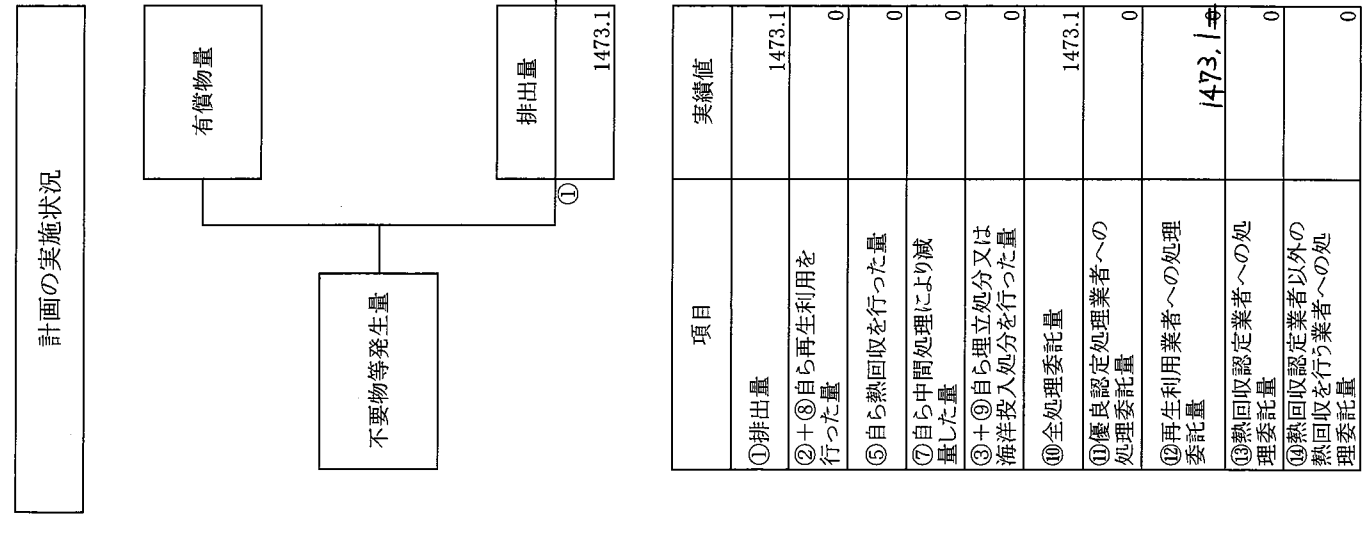 計画の実施状況
有償物量
不要物等発生量
排出量
①
1473.1
項目
実績値
①排出量
1473.1
②+⑧自ら再生利用を
行った量
0
⑤自ら熱回収を行った量
0
⑦自ら中間処理により減
量した量
0
③+⑨自ら埋立処分又は
海洋投入処分を行った量
0
⑩全処理委託量
1473.1
⑪優良認定処理業者への
処理委託量
0
⑫再生利用業者への処理
委託量
1473.1 0
⑬熱回収認定業者への処
理委託量
0
⑭熱回収認定業者以外の
熱回収を行う業者への処
理委託量
0